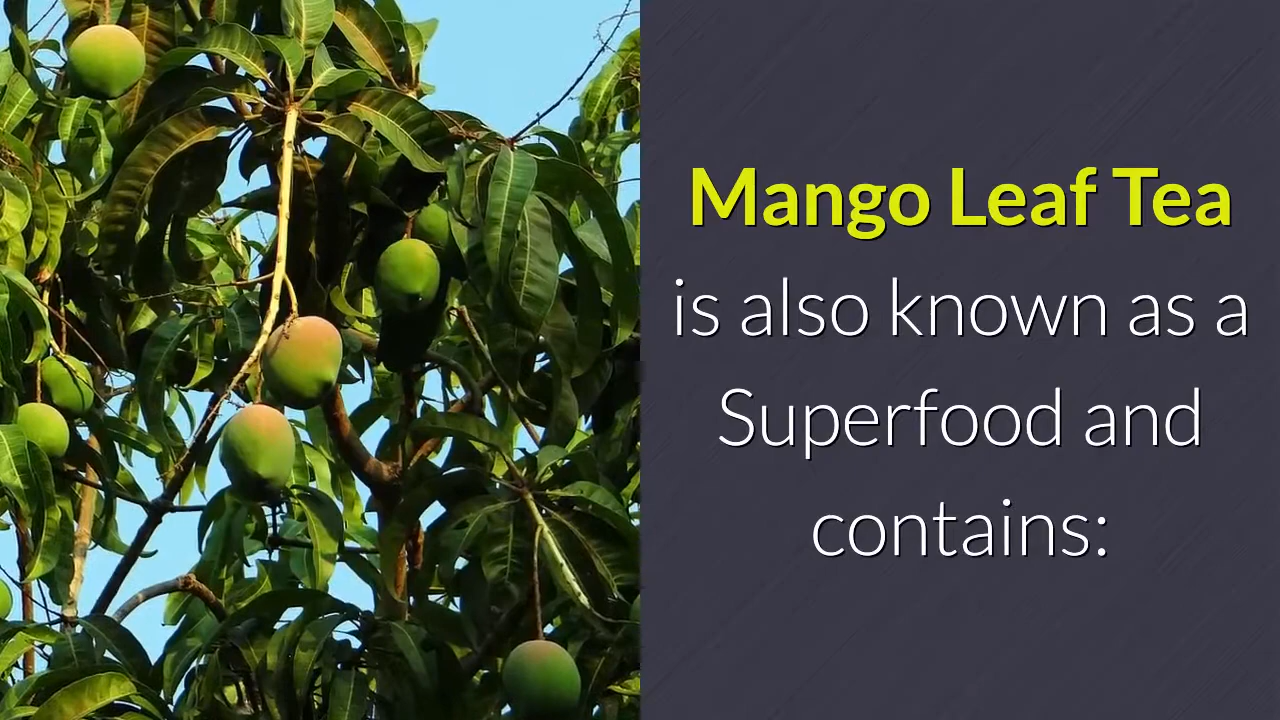 Mango Leaf Tea
is also known as a
Superfood and
contains: